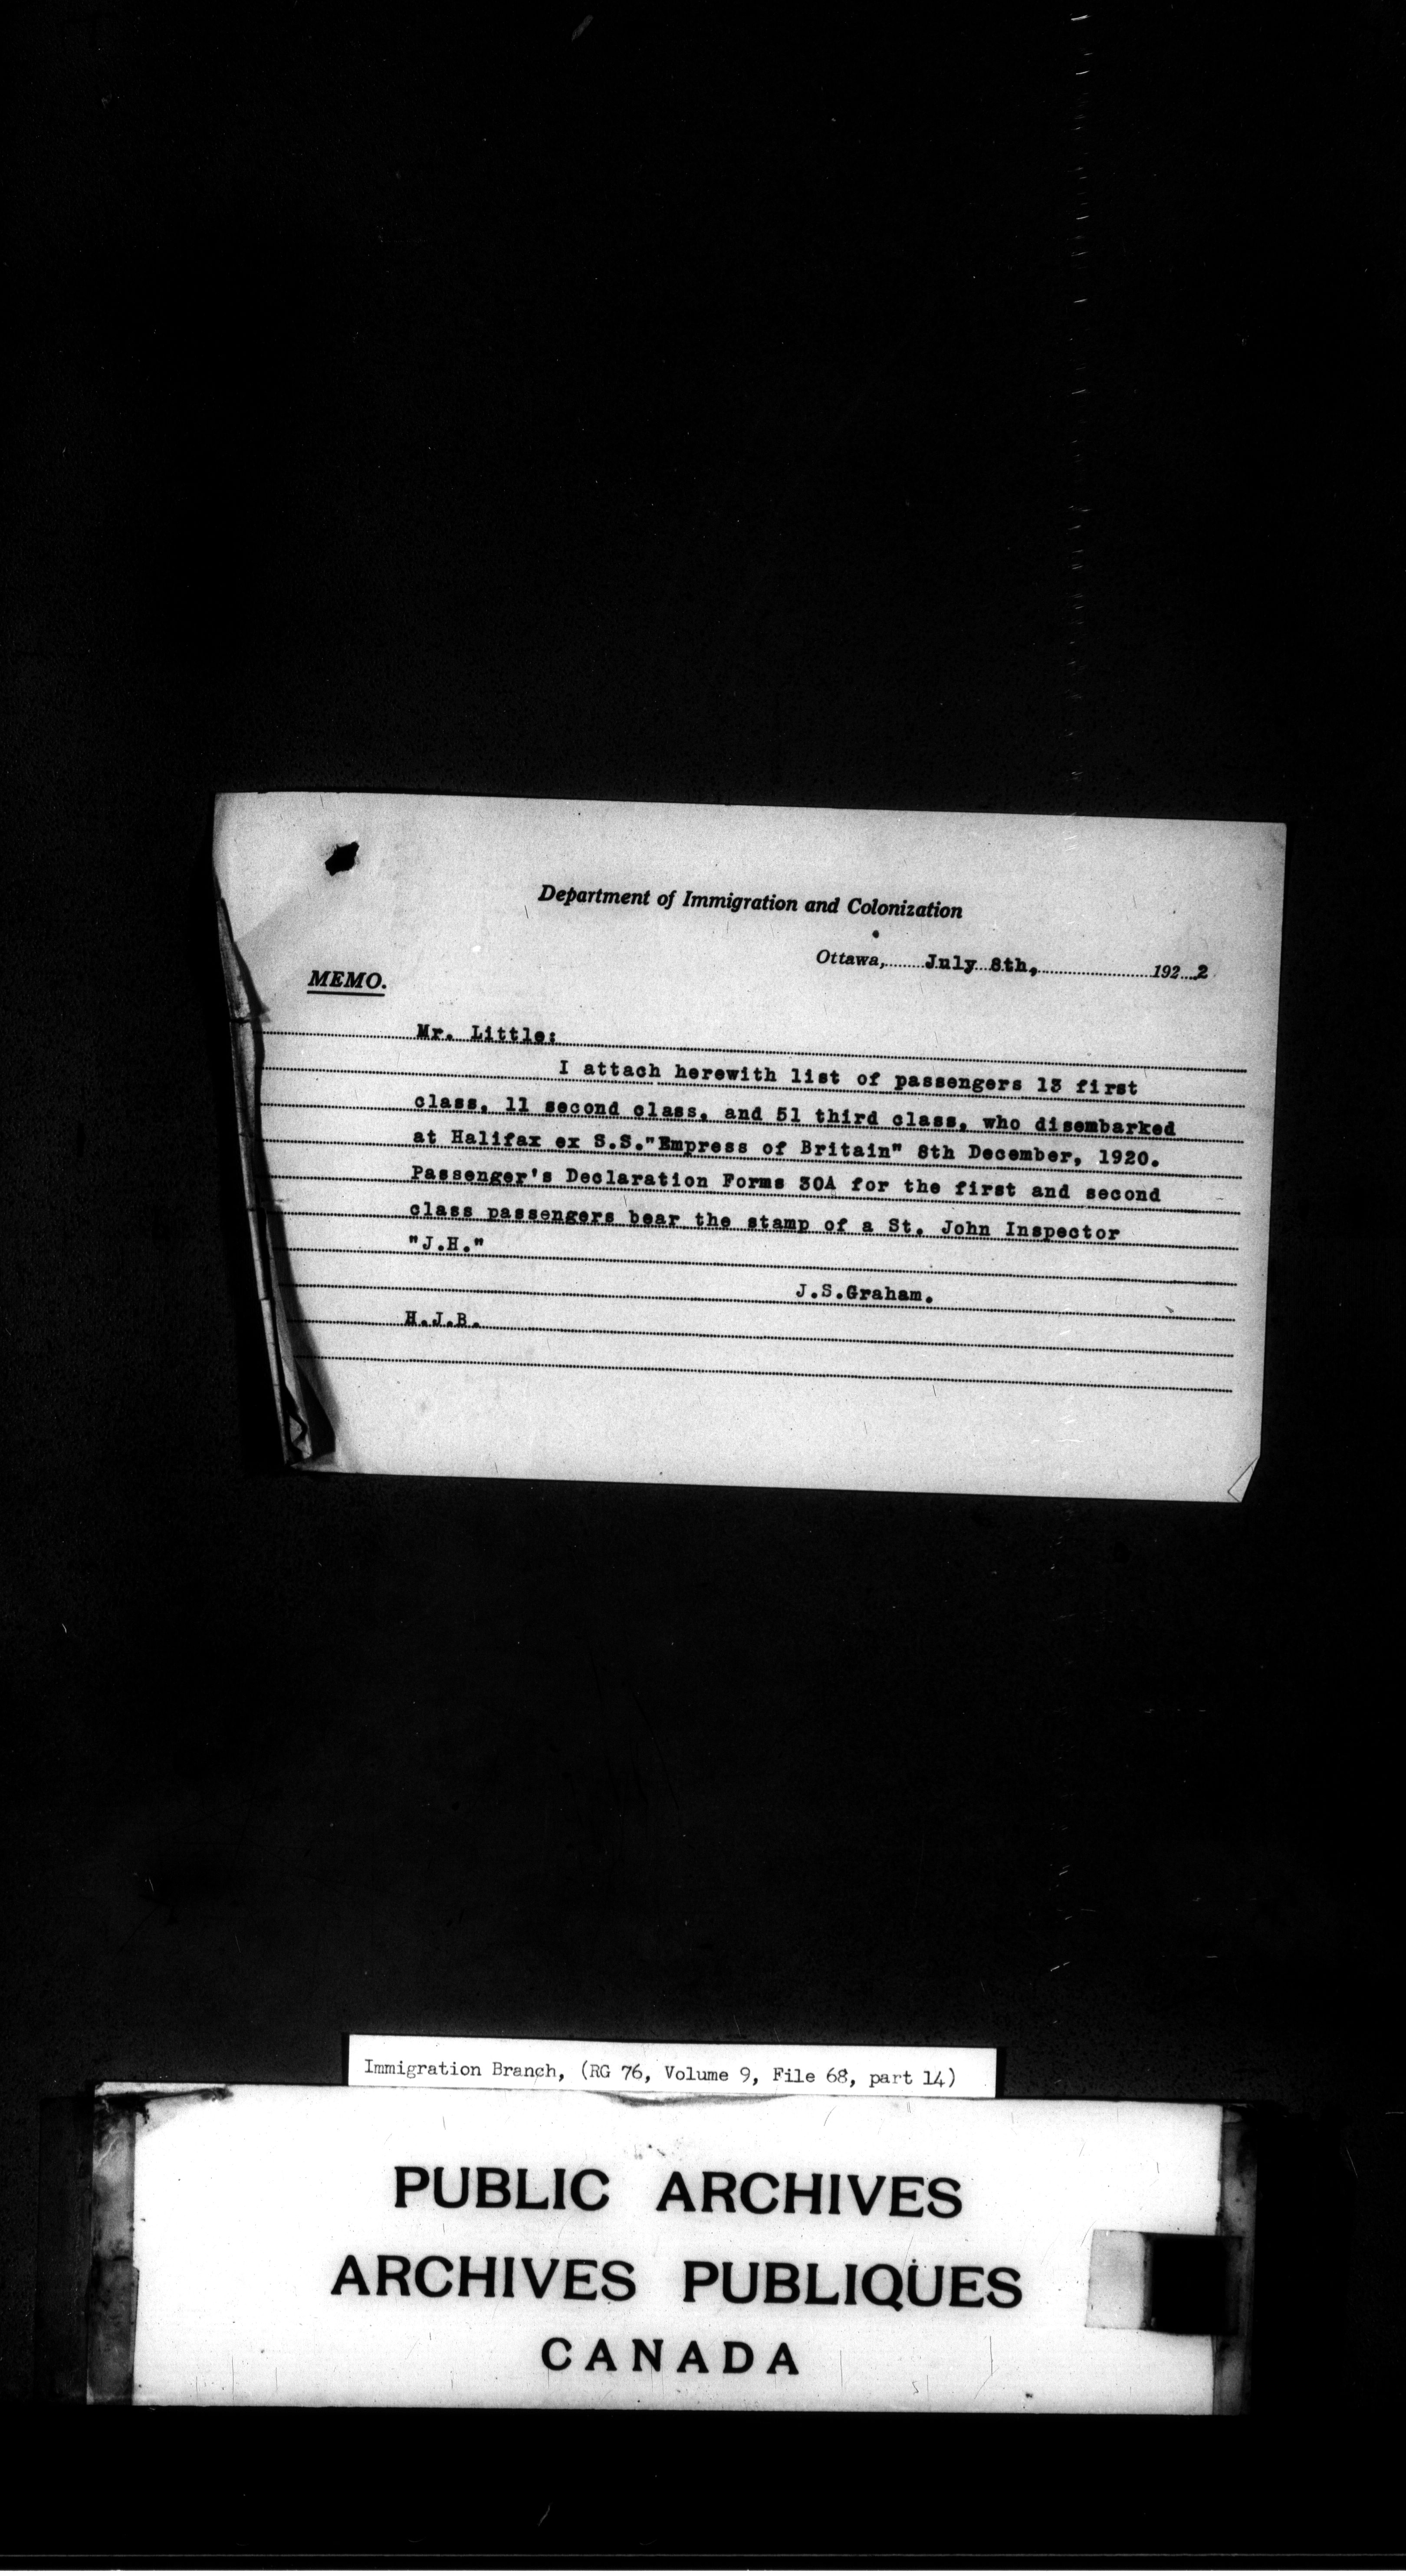 Department of Immigration and Colonization
Ottawa, July 8th, 192 2
MEMO.
Mr. Little:
I attach herewith list of passengers 13 first
class, 11 second class, and 51 third class, who disembarked
at Halifax ex S.S."Empress of Britain" 8th December, 1920.
Passenger's Declaration Forms 30A for the first and second
class passengers bear the stamp of a St. John Inspector
"J.H."
J.S.Graham.
H.J.B.
Immigration Branch, (RG 76, Volume 9, File 68, part 14)
PUBLIC ARCHIVES
ARCHIVES PUBLIQUES
CANADA